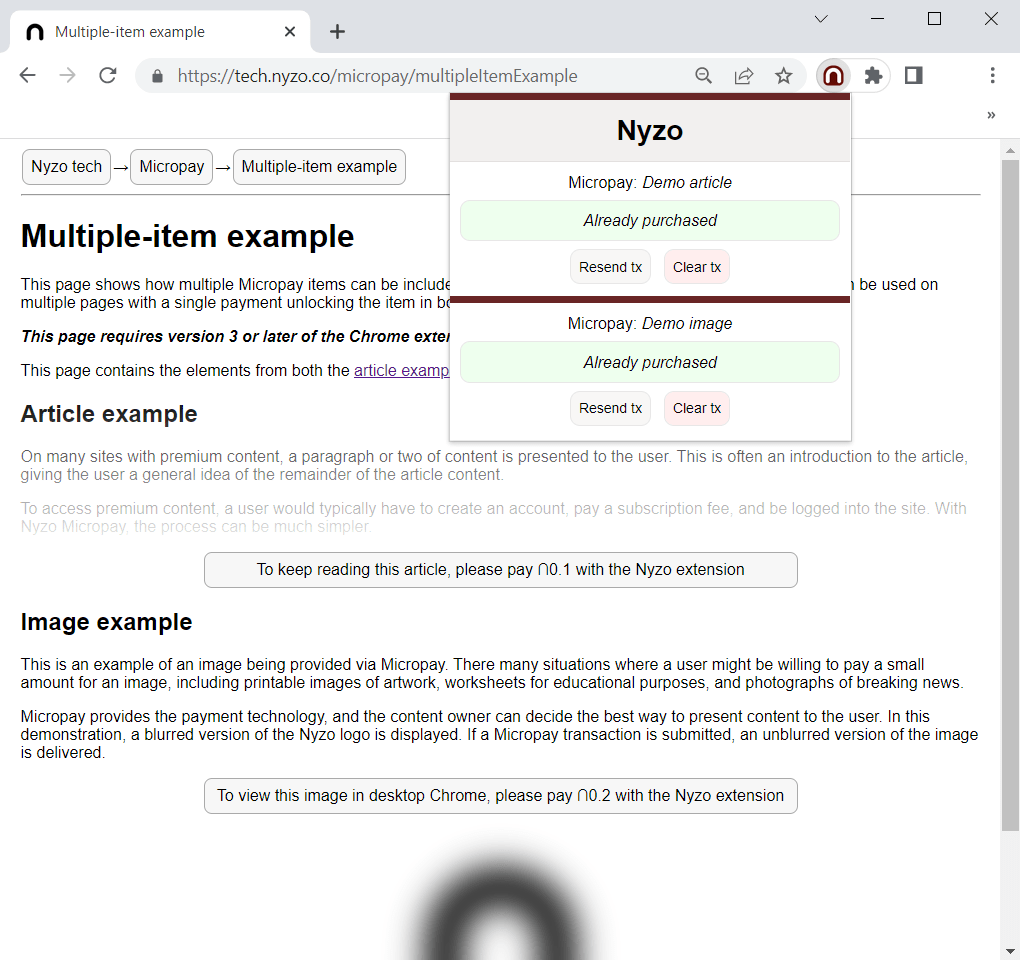 Multiple-item example
https://tech.nyzo.co/micropay/multipleItemExample
»
Nyzo
Micropay: Demo article
Already purchased
Resend tx Clear tx
Micropay: Demo image
Already purchased
Resend tx Clear tx
Nyzo tech → Micropay → Multiple-item example
Multiple-item example
This page shows how multiple Micropay items can be include be used on
multiple pages with a single payment unlocking the item in
This page requires version 3 or later of the Chrome
This page contains the elements from both the article
Article example
On many sites with premium content, a paragraph or two of content is presented to the user. This is often an introduction to the article,
giving the user a general idea of the remainder of the article content.
To access premium content, a user would typically have to create an account, pay a subscription fee, and be logged into the site. With
Nyzo Micropay, the process can be much simpler.
To keep reading this article, please pay ∩0.1 with the Nyzo extension
Image example
This is an example of an image being provided via Micropay. There many situations where a user might be willing to pay a small
amount for an image, including printable images of artwork, worksheets for educational purposes, and photographs of breaking news.
Micropay provides the payment technology, and the content owner can decide the best way to present content to the user. In this
demonstration, a blurred version of the Nyzo logo is displayed. If a Micropay transaction is submitted, an unblurred version of the image
is delivered.
To view this image in desktop Chrome, please pay ∩0.2 with the Nyzo extension